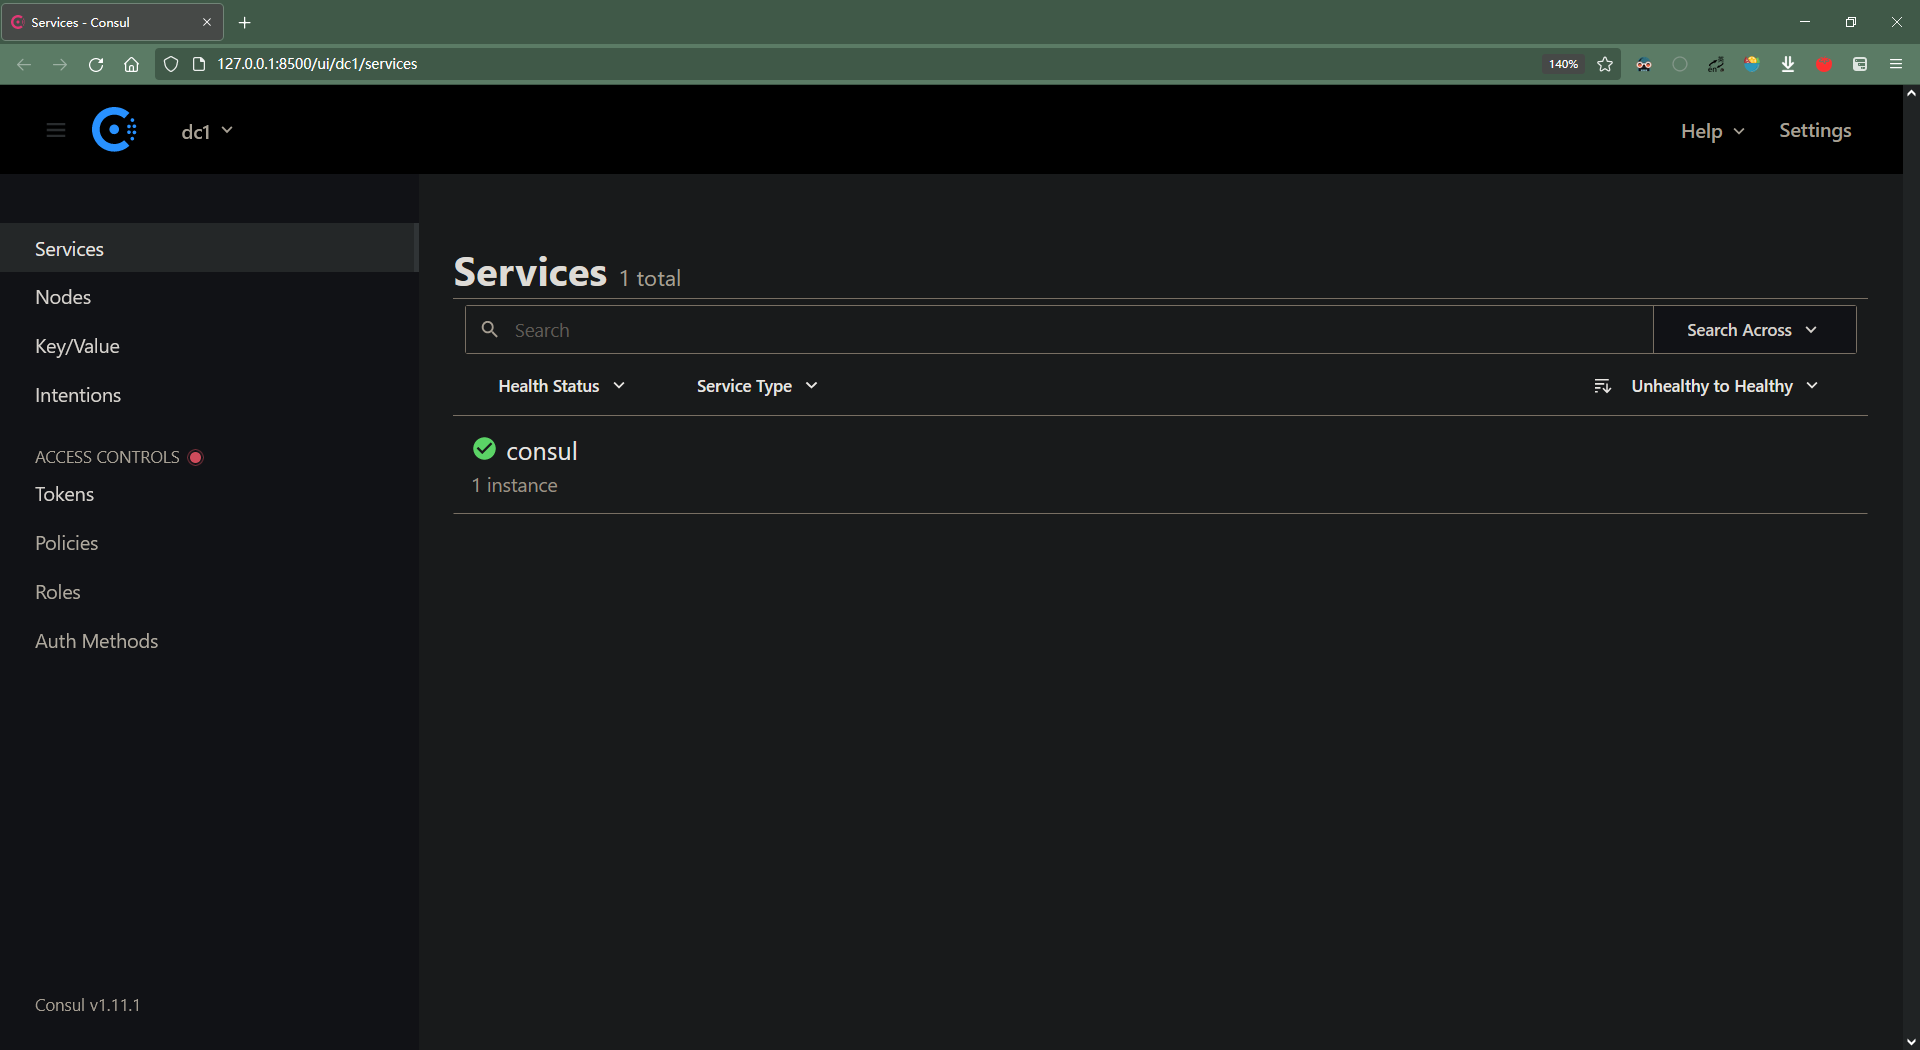 Services - Consul
127.0.0.1:8500/ui/dc1/services
140%
dc1
Help
Settings
Services
Nodes
Key/Value
Intentions
ACCESS CONTROLS
Tokens
Policies
Roles
Auth Methods
Consul v1.11.1
Services 1 total
Search
Search Across
Health Status
Service Type
Unhealthy to Healthy
consul
1 instance